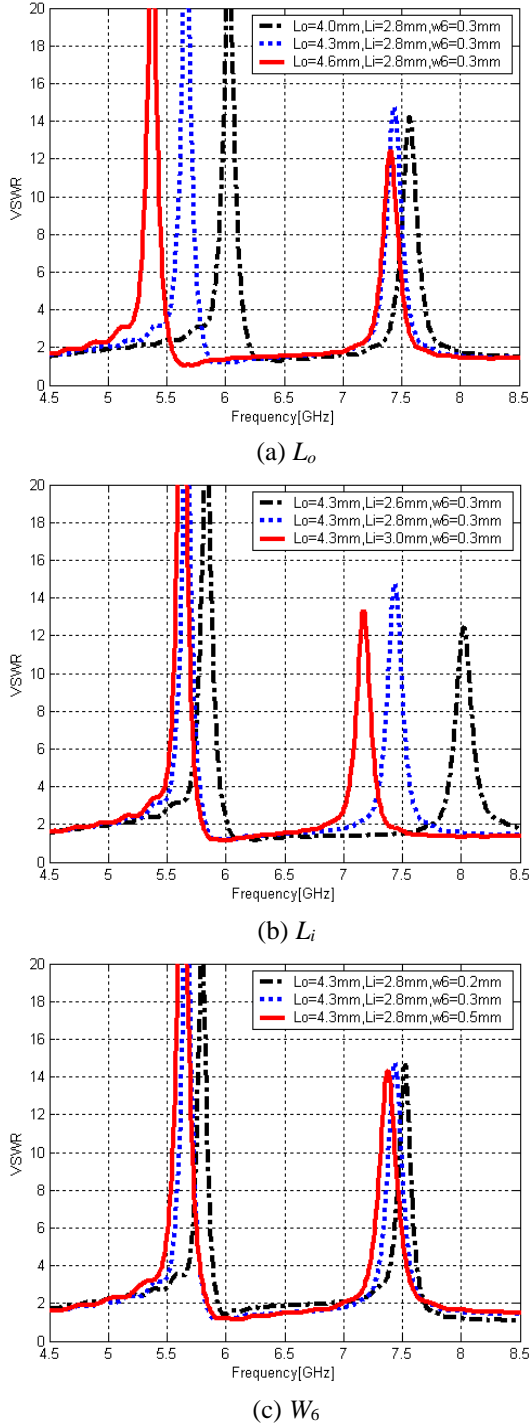 20
18
16
14
12
10
8
6
4
2
0
VSWR
Lo=4.0mm,Li=2.8mm,w6=0.3mm
Lo=4.3mm,Li=2.8mm,w6=0.3mm
Lo=4.6mm,Li=2.8mm,w6=0.3mm
4.5 5 5.5 6 6.5 7 7.5 8 8.5
Frequency[GHz]
(a) Lo
20
18
16
14
12
10
8
6
4
2
0
VSWR
Lo=4.3mm,Li=2.6mm,w6=0.3mm
Lo=4.3mm,Li=2.8mm,w6=0.3mm
Lo=4.3mm,Li=3.0mm,w6=0.3mm
4.5 5 5.5 6 6.5 7 7.5 8 8.5
Frequency[GHz]
(b) Li
20
18
16
14
12
10
8
6
4
2
0
VSWR
Lo=4.3mm,Li=2.8mm,w6=0.2mm
Lo=4.3mm,Li=2.8mm,w6=0.3mm
Lo=4.3mm,Li=2.8mm,w6=0.5mm
4.5 5 5.5 6 6.5 7 7.5 8 8.5
Frequency[GHz]
(c) W6